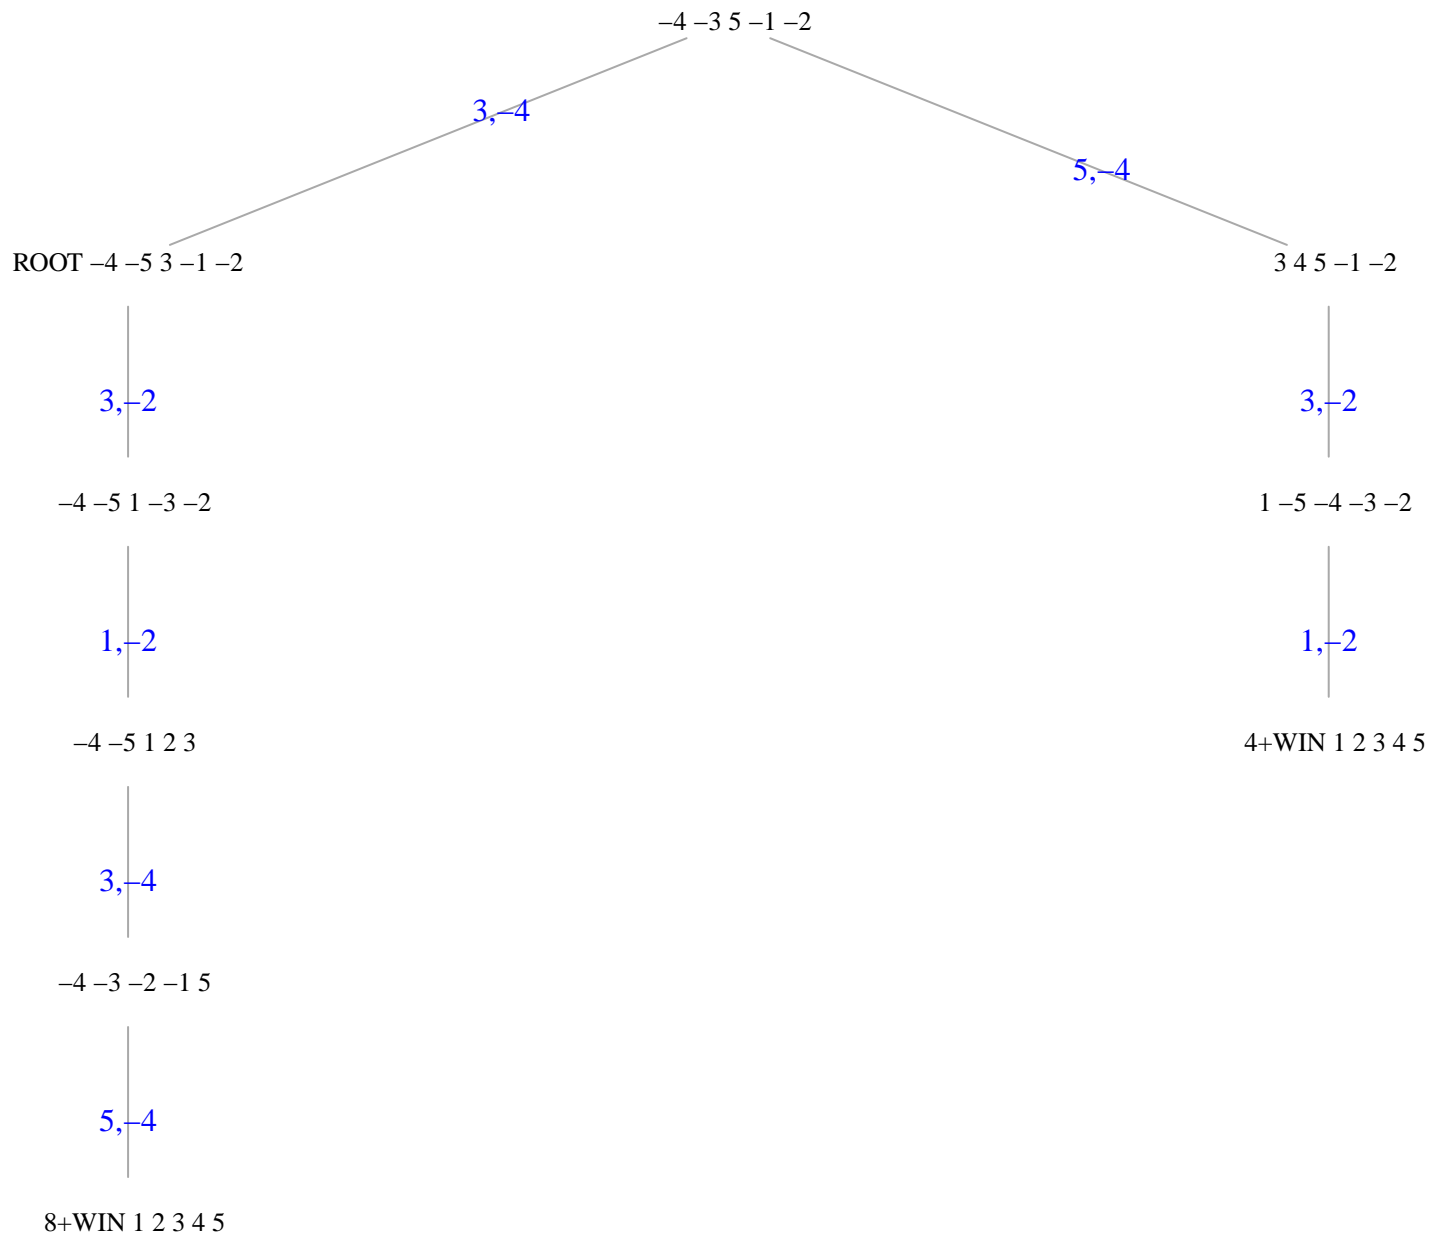 –4 –3 5 –1 –2
3,–4
5,–4
ROOT –4 –5 3 –1 –2
3 4 5 –1 –2
3,–2
3,–2
–4 –5 1 –3 –2
1 –5 –4 –3 –2
1,–2
1,–2
–4 –5 1 2 3
4+WIN 1 2 3 4 5
3,–4
–4 –3 –2 –1 5
5,–4
8+WIN 1 2 3 4 5